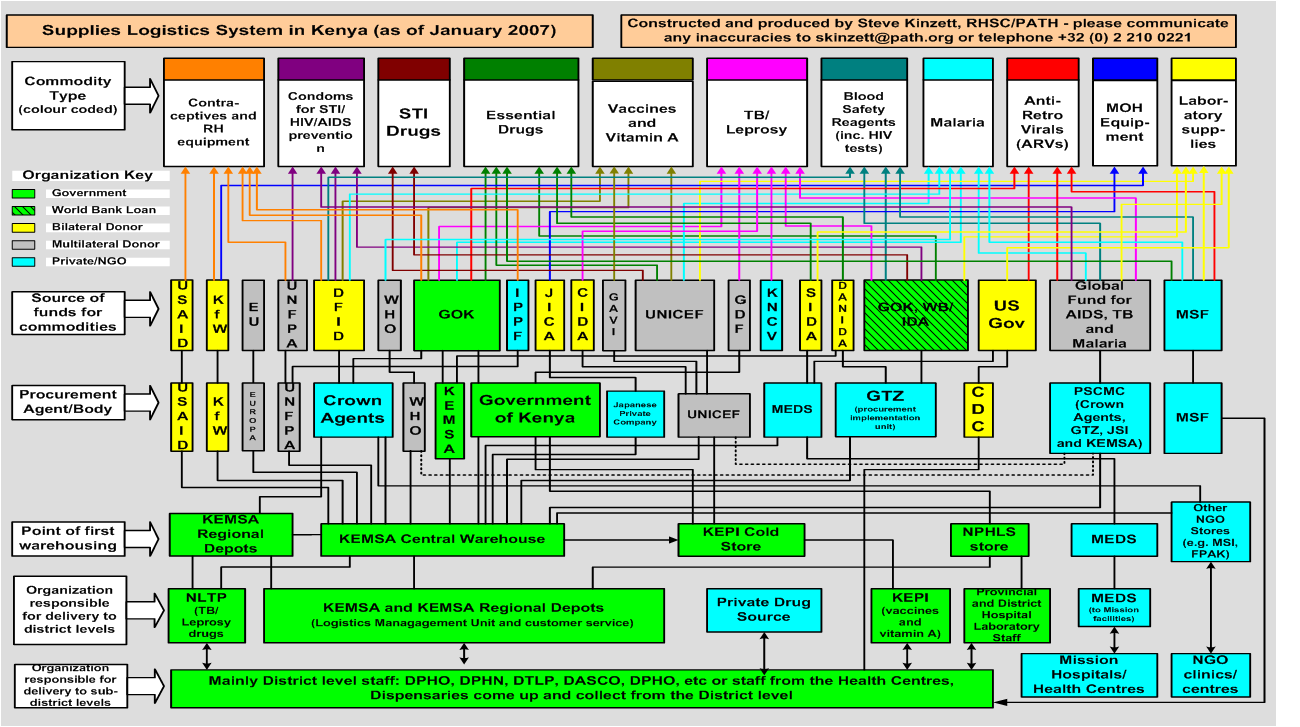 Supplies Logistics System in Kenya (as of January 2007)
Constructed and produced by Steve Kinzett, RHSC/PATH - please communicate
any inaccuracies to skinzett@path.org or telephone +32 (0) 2 210 0221
Commodity
Type
(colour coded)
Contra-
ceptives and
RH
equipment
Condoms
for STI/
HIV/AIDS
preventio
n
STI
Drugs
Essential
Drugs
Vaccines
and
Vitamin A
TB/
Leprosy
Blood
Safety
Reagents
(inc. HIV
tests)
Malaria
Anti-
Retro
Virals
(ARVs)
MOH
Equip-
ment
Labor-
atory
supp-
lies
Organization Key
Government
World Bank Loan
Bilateral Donor
Multilateral Donor
Private/NGO
Source of
funds for
commodities
USAID
KfW
EU
UNFPA
DFID
WHO
GOK
IPPF
JICA
CIDA
GAVI
UNICEF
GDF
KNCV
SIDA
DANIDA
GOK, WB/
IDA
US
Gov
Global
Fund for
AIDS, TB
and
Malaria
MSF
Procurement
Agent/Body
USAID
KfW
EUROPA
UNFPA
Crown
Agents
WHO
KEMSA
Government
of Kenya
Japanese
Private
Company
UNICEF
MEDS
GTZ
(procurement
implementation
unit)
CDC
PSCMC
(Crown
Agents,
GTZ, JSI
and KEMSA)
MSF
Point of first
warehousing
KEMSA
Regional
Depots
KEMSA Central Warehouse
KEPI Cold
Store
NPHLS
store
MEDS
Other
NGO
Stores
(e.g. MSI,
FPAK)
Organization
responsible
for delivery to
district levels
NLTP
(TB/
Leprosy
drugs
KEMSA and KEMSA Regional Depots
(Logistics Managagement Unit and customer service)
Private Drug
Source
KEPI
(vaccines
and
vitamin A)
Provincial
and District
Hospital
Laboratory
Staff
MEDS
(to Mission
facilities)
Organization
responsible for
delivery to sub-
district levels
Mainly District level staff: DPHO, DPHN, DTLP, DASCO, DPHO, etc or staff from the Health Centres,
Dispensaries come up and collect from the District level
Mission
Hospitals/
Health Centres
NGO
clinics/
centres